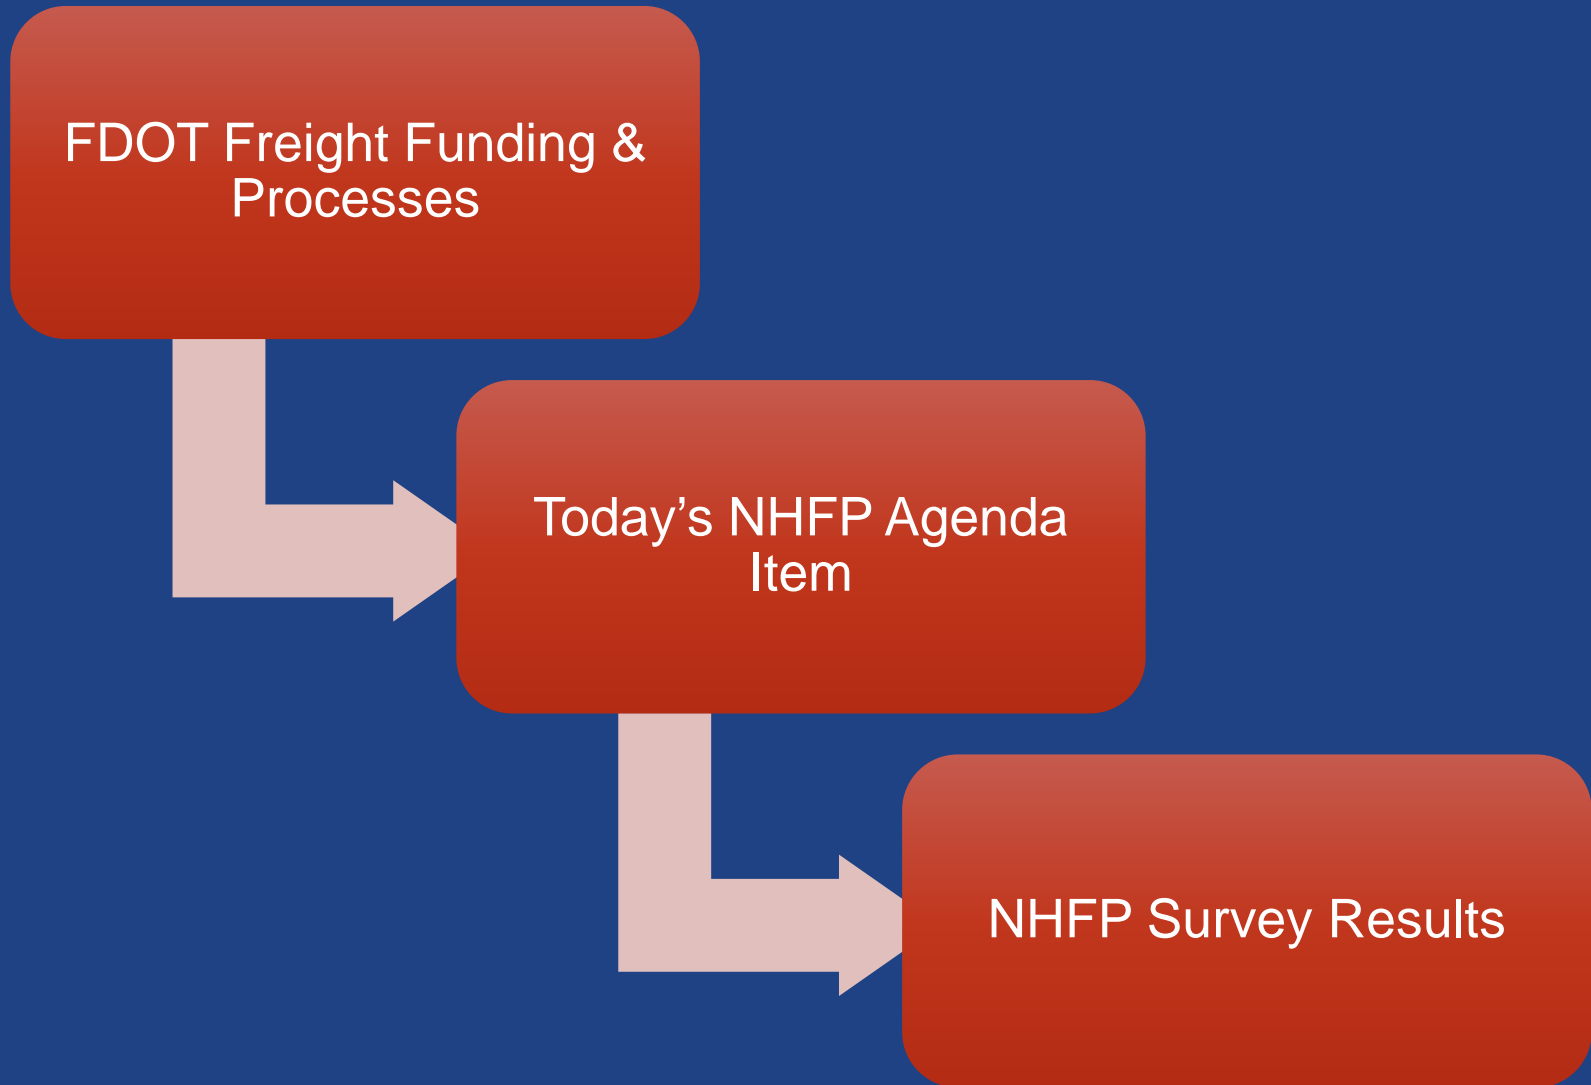 FDOT Freight Funding &
Processes
Today’s NHFP Agenda
Item
NHFP Survey Results